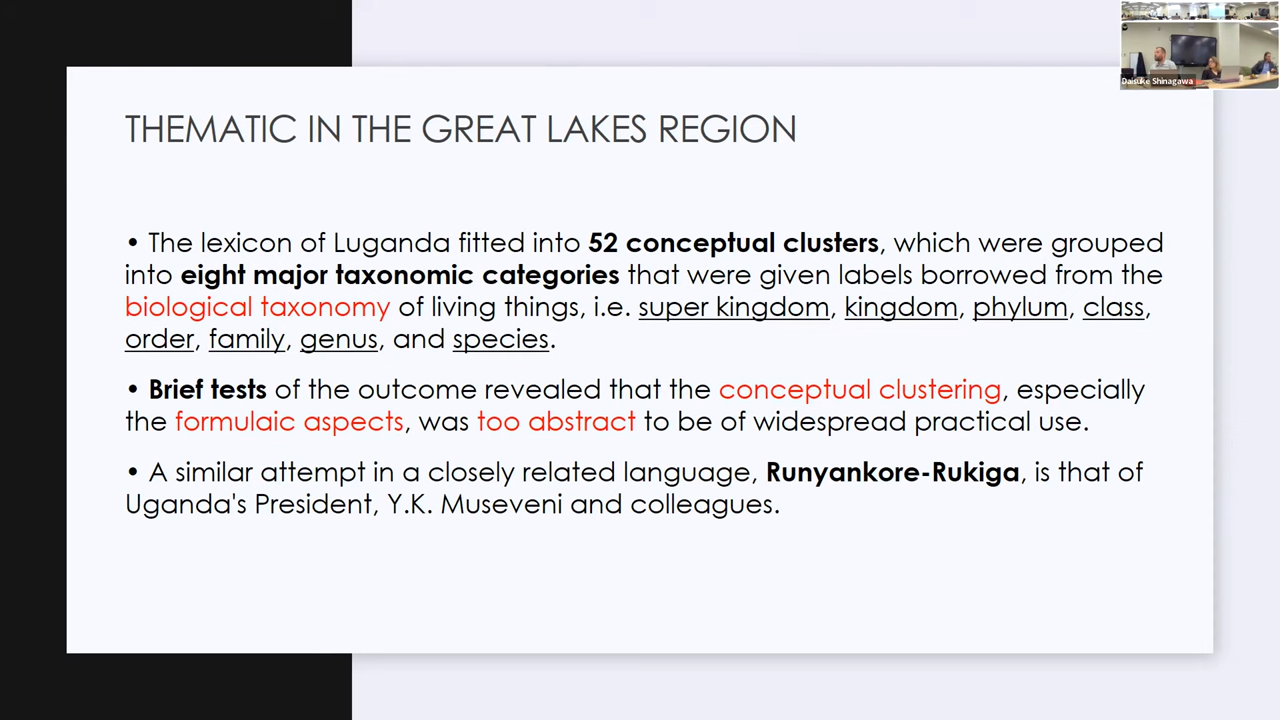 Daisuke Shinagawa
THEMATIC IN THE GREAT LAKES REGION
• The lexicon of Luganda fitted into 52 conceptual clusters, which were grouped
into eight major taxonomic categories that were given labels borrowed from the
biological taxonomy of living things, i.e. super kingdom, kingdom, phylum, class,
order, family, genus, and species.
• Brief tests of the outcome revealed that the conceptual clustering, especially
the formulaic aspects, was too abstract to be of widespread practical use.
• A similar attempt in a closely related language, Runyankore-Rukiga, is that of
Uganda's President, Y.K. Museveni and colleagues.